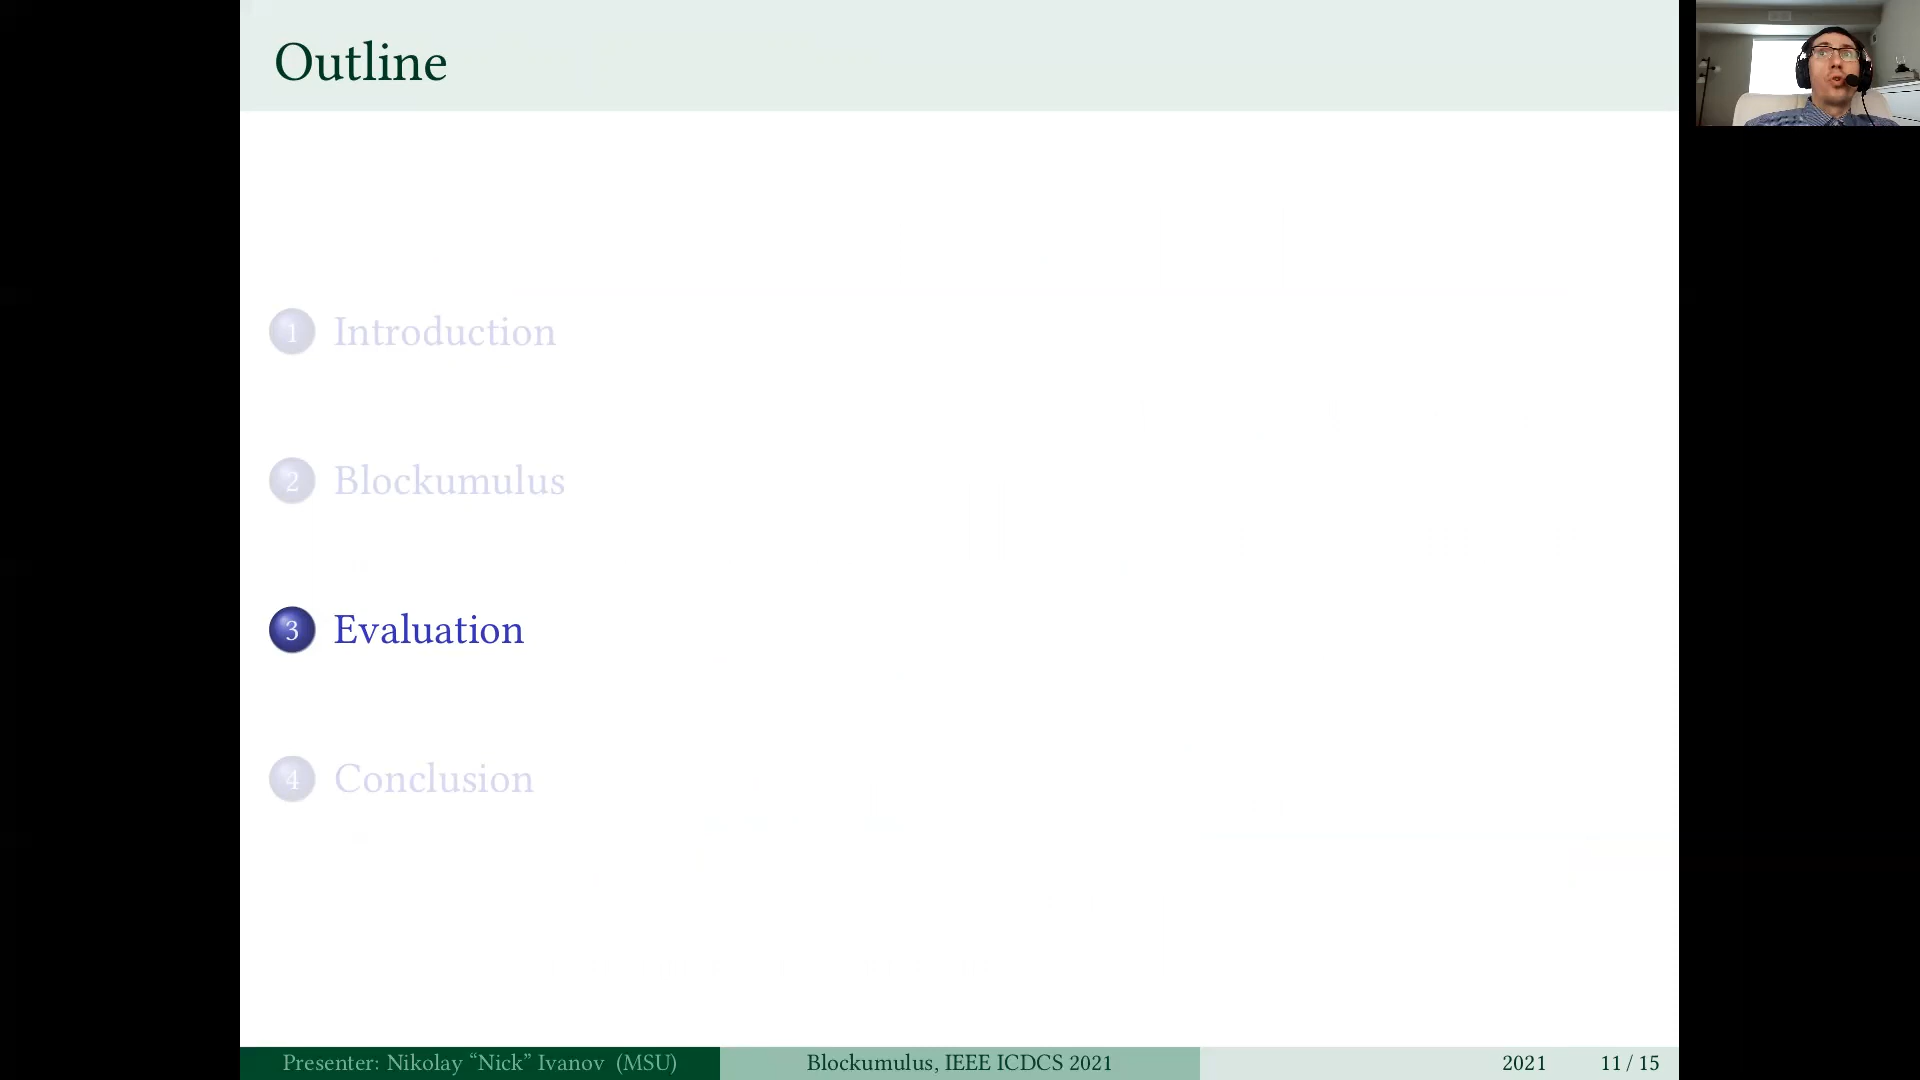 Outline
1 Introduction
2 Blockumulus
3 Evaluation
4 Conclusion
Presenter: Nikolay “Nick” Ivanov (MSU) Blockumulus, IEEE ICDCS 2021 2021 11 / 15